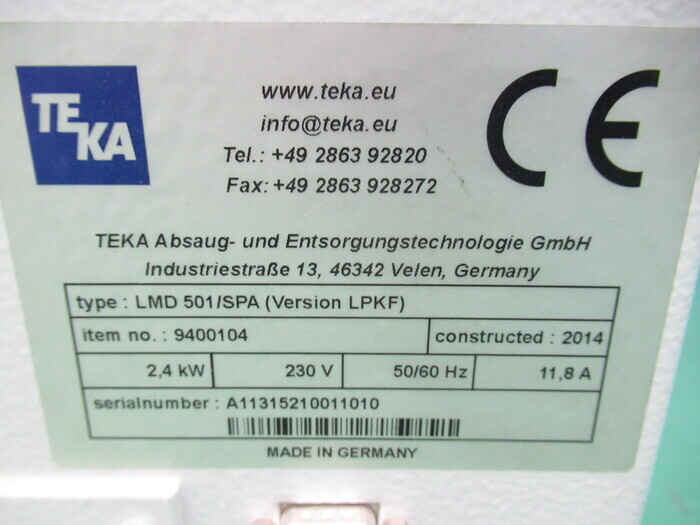 TEKA
www.teka.eu
info@teka.eu
Tel.: +49 2863 92820
Fax: +49 2863 928272
CE
TEKA Absaug- und Entsorgungstechnologie GmbH
Industriestraße 13, 46342 Velen, Germany
type : LMD 501/SPA (Version LPKF)
item no. : 9400104 constructed : 2014
2,4 kW 230 V 50/60 Hz 11,8 A
serialnumber : A11315210011010
MADE IN GERMANY